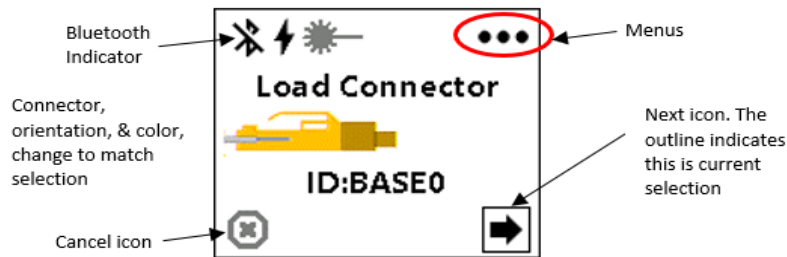 Bluetooth
Indicator
Menus
Load Connector
Connector,
orientation, & color,
change to match
selection
Next icon. The
outline indicates
this is current
selection
ID:BASE0
Cancel icon